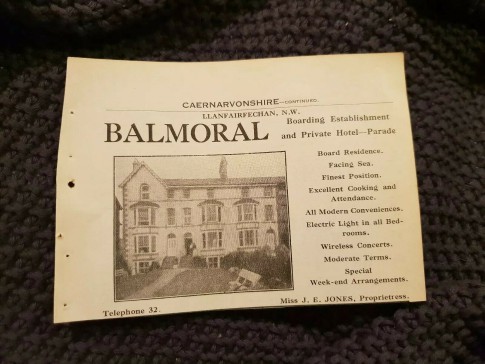 CAERNARVONSHIRE—CONTINUED.
LLANFAIRFECHAN, N.W.
BALMORAL
Boarding Establishment
and Private Hotel—Parade
Board Residence.
Facing Sea.
Finest Position.
Excellent Cooking and
Attendance.
All Modern Conveniences.
Electric Light in all Bed-
rooms.
Wireless Concerts.
Moderate Terms.
Special
Week-end Arrangements.
Telephone 32.
Miss J. E. JONES, Proprietress.